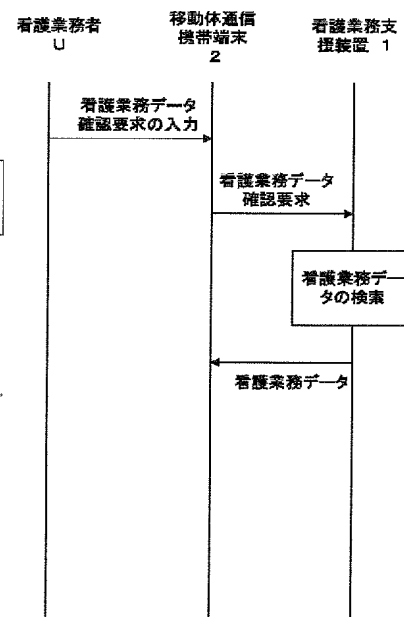 看護業務者
U
移動体通信
携帯端末
2
看護業務支
援装置 1
看護業務データ
確認要求の入力
看護業務データ
確認要求
看護業務デー
タの検索
看護業務データ